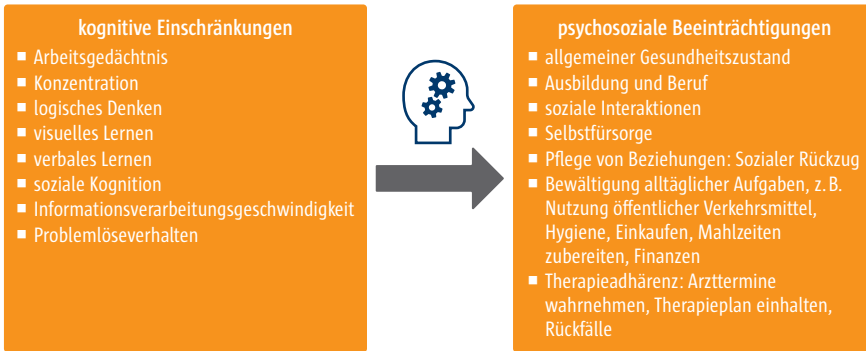 kognitive Einschränkungen
▪ Arbeitsgedächtnis
▪ Konzentration
▪ logisches Denken
▪ visuelles Lernen
▪ verbales Lernen
▪ soziale Kognition
▪ Informationsverarbeitungsgeschwindigkeit
▪ Problemlöseverhalten
psychosoziale Beeinträchtigungen
▪ allgemeiner Gesundheitszustand
▪ Ausbildung und Beruf
▪ soziale Interaktionen
▪ Selbstfürsorge
▪ Pflege von Beziehungen: Sozialer Rückzug
▪ Bewältigung alltäglicher Aufgaben, z. B.
Nutzung öffentlicher Verkehrsmittel,
Hygiene, Einkaufen, Mahlzeiten
zubereiten, Finanzen
▪ Therapieadhärenz: Arzttermine
wahrnehmen, Therapieplan einhalten,
Rückfälle